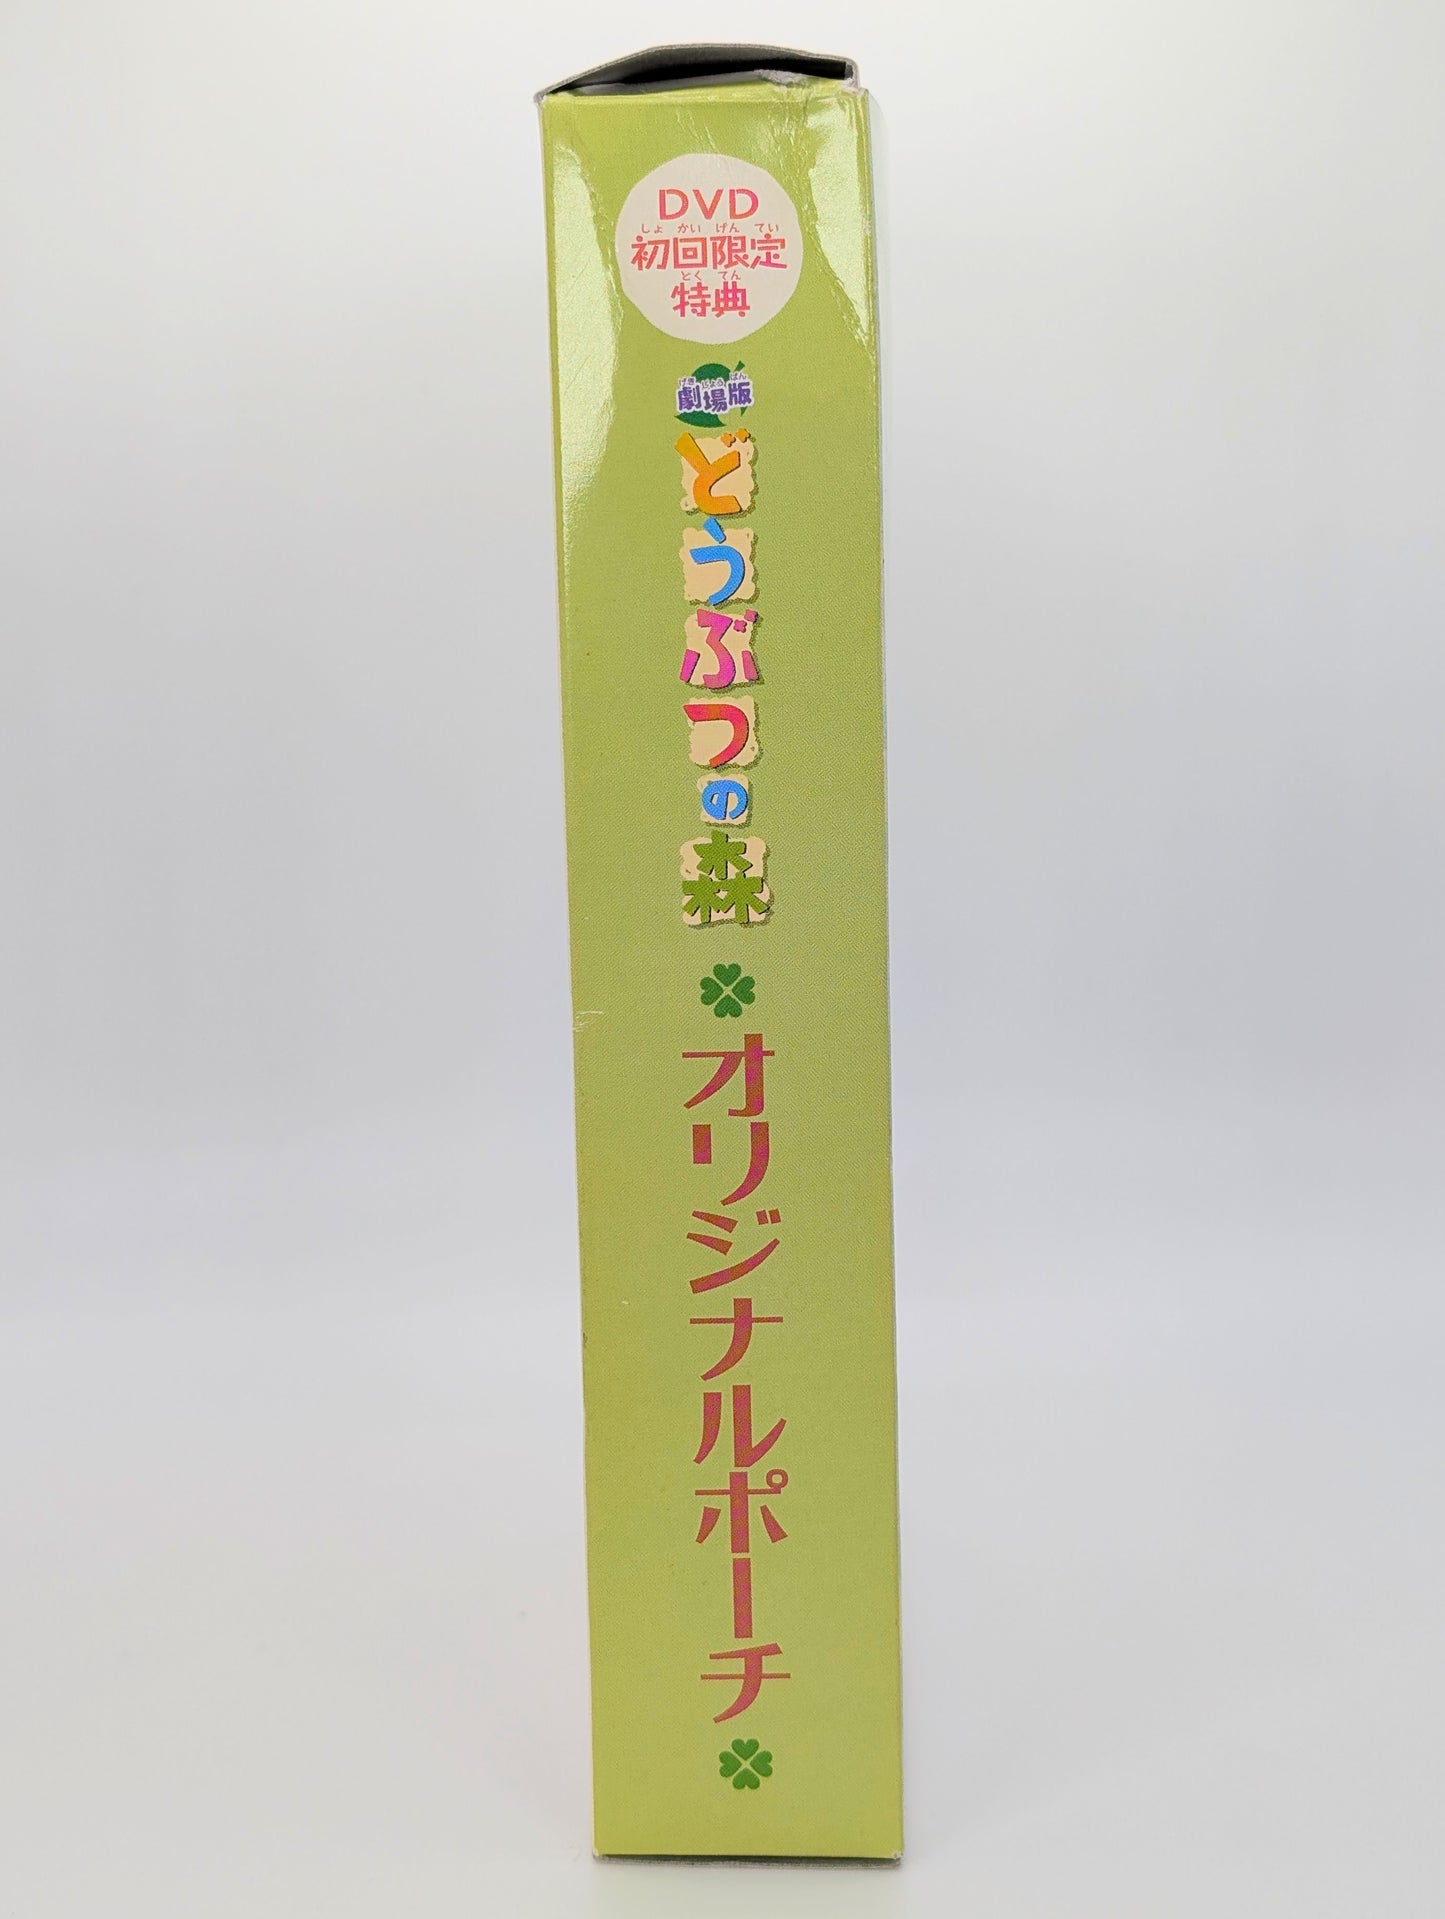 DVD
しょかいげんてい
初回限定
とくてん
特典
げきじょうばん
劇場版
どうぶつの森
オリジナルポーチ